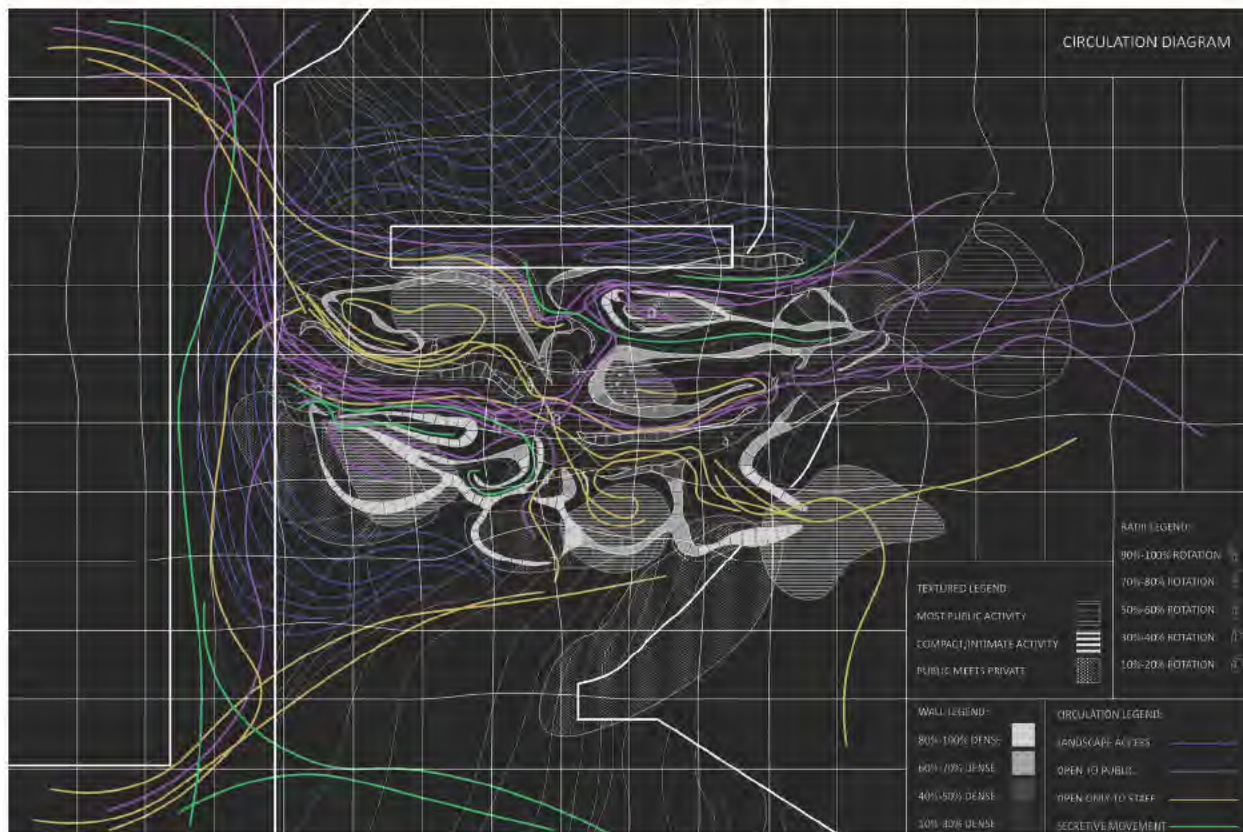 CIRCULATION DIAGRAM
TEXTURED LEGEND:
MOST PUBLIC ACTIVITY
COMPACT/INTIMATE ACTIVITY
PUBLIC MEETS PRIVATE
LEGEND:
90%-100% ROTATION
70%-80% ROTATION
50%-60% ROTATION
30%-40% ROTATION
10%-20% ROTATION
WALL LEGEND:
80%-100% DENSE
60%-70% DENSE
40%-50% DENSE
10%-30% DENSE
CIRCULATION LEGEND:
LANDSCAPE ACCESS
OPEN TO PUBLIC
OPEN ONLY TO STAFF
SECRETIVE MOVEMENT